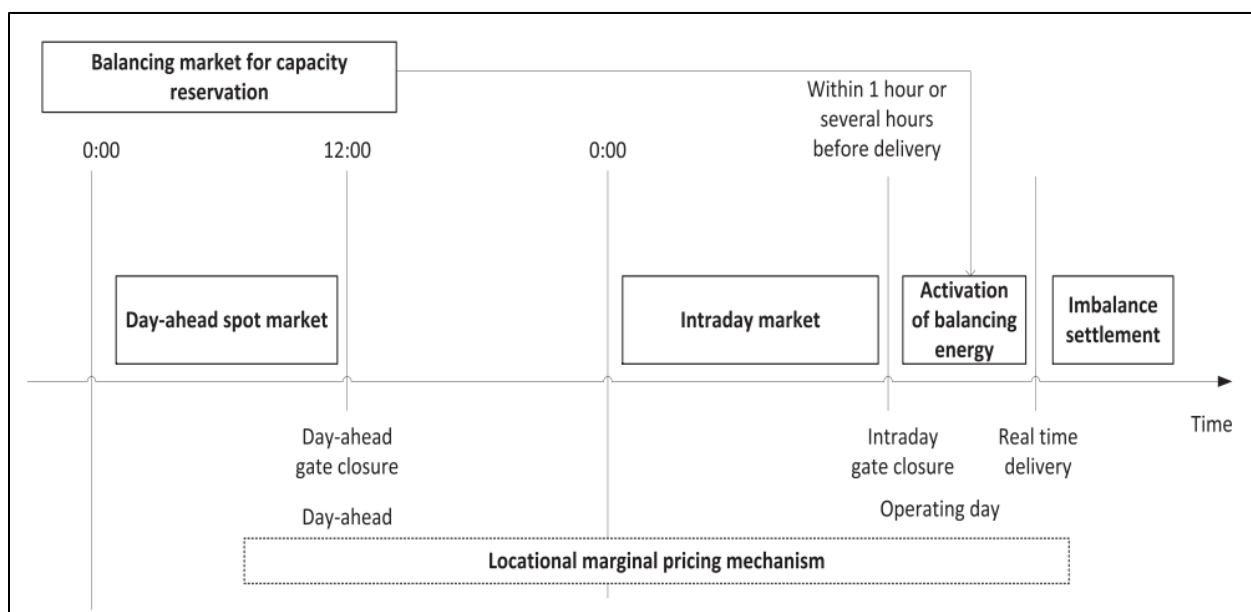 Balancing market for capacity
reservation
Within 1 hour or
several hours
before delivery
0:00
12:00
0:00
Day-ahead spot market
Intraday market
Activation
of balancing
energy
Imbalance
settlement
Time
Day-ahead
gate closure
Intraday
gate closure
Real time
delivery
Day-ahead
Operating day
Locational marginal pricing mechanism